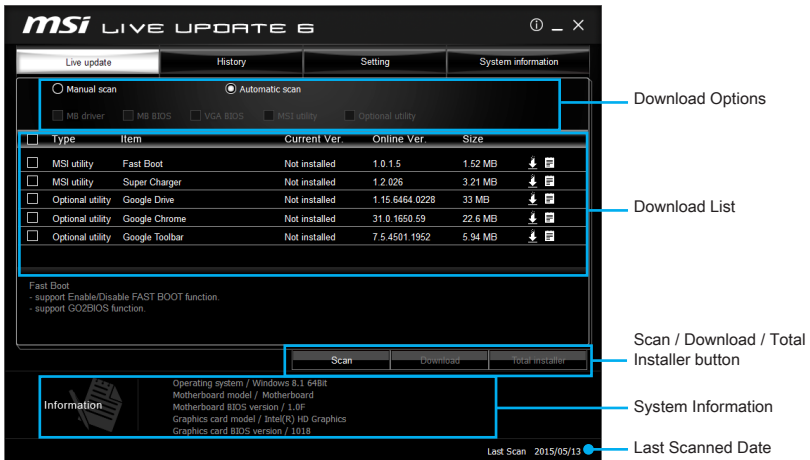 msi LIVE UPDATE 6
Live update History Setting System information
Manual scan Automatic scan
Download Options
MB driver MB BIOS VGA BIOS MSI utility Optional utility
Type Item Current Ver. Online Ver. Size
MSI utility Fast Boot Not installed 1.0.1.5 1.52 MB
MSI utility Super Charger Not installed 1.2.026 3.21 MB
Optional utility Google Drive Not installed 1.15.6464.0228 33 MB
Download List
Optional utility Google Chrome Not installed 31.0.1650.59 22.6 MB
Optional utility Google Toolbar Not installed 7.5.4501.1952 5.94 MB
Fast Boot
- support Enable/Disable FAST BOOT function.
- support GO2BIOS function.
Scan Download Total installer
Scan / Download / Total
Installer button
Information
Operating system / Windows 8.1 64Bit
Motherboard model / Motherboard
Motherboard BIOS version / 1.0F
Graphics card model / Intel(R) HD Graphics
Graphics card BIOS version / 1018
System Information
Last Scan 2015/05/13
Last Scanned Date